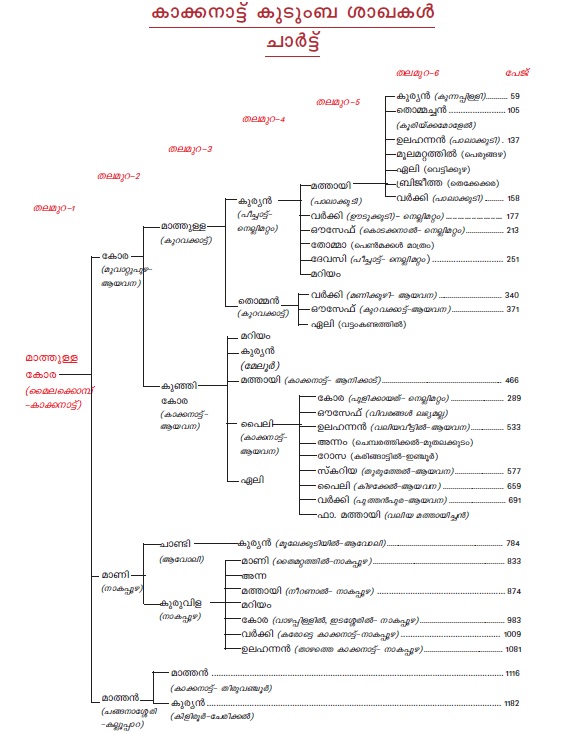 കാക്കനാട്ട് കുടുംബ ശാഖകൾ
ചാർട്ട്
തലമുറ-6
പേജ്
തലമുറ-5
തലമുറ-4
തലമുറ-3
തലമുറ-2
തലമുറ-1
കുര്യൻ (കുന്നപ്പിള്ളി)........... 59
തൊമ്മച്ചൻ ........................ 105
(കുരിയ്ക്കമോളേൽ)
ഉലഹന്നൻ (പാലാക്കുടി) . 137
മൂലമറ്റത്തിൽ (പെരുങ്ങഴ)
ഏലി (വെട്ടിക്കുഴ)
ബ്രിജീത്ത (തെക്കേക്കര)
വർക്കി (പാലാക്കുടി) ........ 158
മത്തായി
(പാലാക്കുടി)
വർക്കി (ഊടുക്കുടി)- നെല്ലിമറ്റം) ........................ 177
ഔസേഫ് (കൊടക്കനാൽ- നെല്ലിമറ്റം)................... 213
തോമ്മാ (പെൺമക്കൾ മാത്രം)
ദേവസി (പീച്ചാട്ട്- നെല്ലിമറ്റം) ............................. 251
മറിയം
കുര്യൻ
(പീച്ചാട്ട്-
നെല്ലിമറ്റം)
മാത്തുള്ള
(കുറവക്കാട്ട്)
കോര
(മൂവാറ്റുപുഴ-
ആയവന)
തൊമ്മൻ
(കുറവക്കാട്ട്)
വർക്കി (മണിക്കുഴി- ആയവന) ........................... 340
ഔസേഫ് (കുറവക്കാട്ട്-ആയവന)...................... 371
ഏലി (വട്ടംകണ്ടത്തിൽ)
മറിയം
കുര്യൻ
(മേലൂർ)
മത്തായി (കാക്കനാട്ട്- ആനിക്കാട്) ............................................ 466
മാത്തുള്ള
കോര
(മൈലക്കൊമ്പ്
-കാക്കനാട്ട്)
കുഞ്ഞി
കോര
(കാക്കനാട്ട്-
ആയവന)
പൈലി
(കാക്കനാട്ട്-
ആയവന)
ഏലി
കോര (പുളിക്കായത്- നെല്ലിമറ്റം) ........................ 289
ഔസേഫ് (വിവരങ്ങൾ ലഭ്യമല്ല)
ഉലഹന്നൻ (വലിയവീട്ടിൽ-ആയവന)............... 533
അന്നം (ചെമ്പരത്തിക്കൽ-മുതലക്കുടം)
റോസ (കരിങ്ങാട്ടിൽ-ഇഞ്ചൂർ)
സ്കറിയ (തുരുത്തേൽ-ആയവന)..................... 577
പൈലി (കിഴക്കേൽ-ആയവന) ......................... 659
വർക്കി (പുത്തൻപുര-ആയവന)....................... 691
ഫാ. മത്തായി (വലിയ മത്തായിച്ചൻ)
ചാണ്ടി
(ആവോലി)
കുര്യൻ (മൂലേക്കുടിയിൽ-ആവോലി)........................................... 784
മാണി (തൈമറ്റത്തിൽ-നാകപ്പുഴ) ............................................. 833
അന്ന
മത്തായി (നീറണാൽ- നാകപ്പുഴ) ............................................ 874
മറിയം
മാണി
(നാകപ്പുഴ)
കുരുവിള
(നാകപ്പുഴ)
കോര (വാഴപ്പിള്ളിൽ, ഇടശ്ശേരിൽ- നാകപ്പുഴ)........................... 983
വർക്കി (കരോട്ടെ കാക്കനാട്ട്-നാകപ്പുഴ) ................................ 1009
ഉലഹന്നൻ (താഴത്തെ കാക്കനാട്ട്- നാകപ്പുഴ)......................... 1081
മാത്തൻ ........................................................................ 1116
(കാക്കനാട്ട്- തിരുവഞ്ചൂർ)
മാത്തൻ
(ചങ്ങനാശ്ശേരി
-കല്ലൂപ്പാറ)
കുര്യൻ......................................................................... 1182
(കിളിരൂർ-ചേരിക്കൽ)